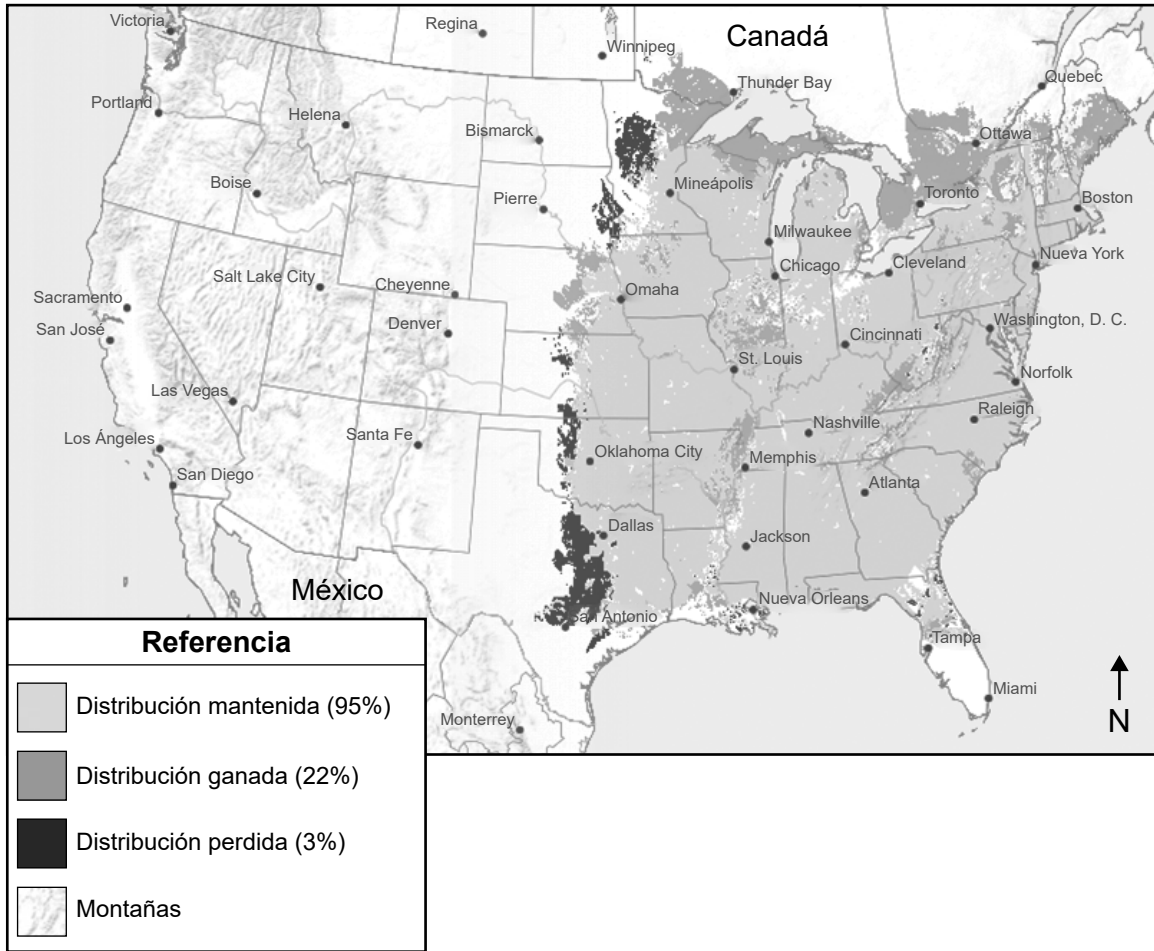 Victoria
Regina
Winnipeg
Canadá
Thunder Bay
Quebec
Portland
Helena
Bismarck
Ottawa
Boise
Pierre
Mineápolis
Toronto
Boston
Milwaukee
Salt Lake City
Cheyenne
Chicago
Cleveland
Nueva York
Sacramento
Omaha
San José
Denver
Cincinnati
Washington, D. C.
Las Vegas
St. Louis
Norfolk
Los Ángeles
Santa Fe
Nashville
Raleigh
San Diego
Oklahoma City
Memphis
Atlanta
Dallas
Jackson
México
San Antonio
Nueva Orleans
Tampa
Miami
Monterrey
N
Referencia
Distribución mantenida (95%)
Distribución ganada (22%)
Distribución perdida (3%)
Montañas